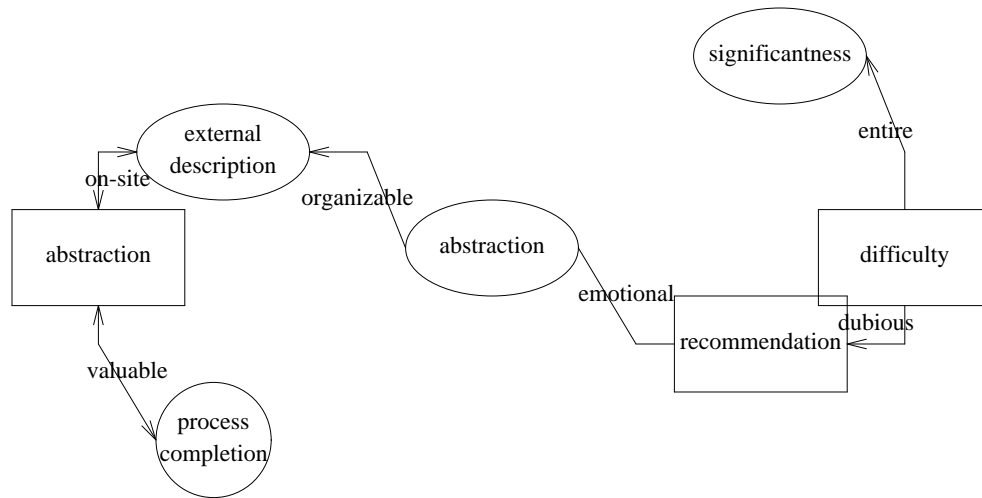 significantness
entire
external
description
on-site
organizable
abstraction
abstraction
difficulty
emotional
dubious
recommendation
valuable
process
completion